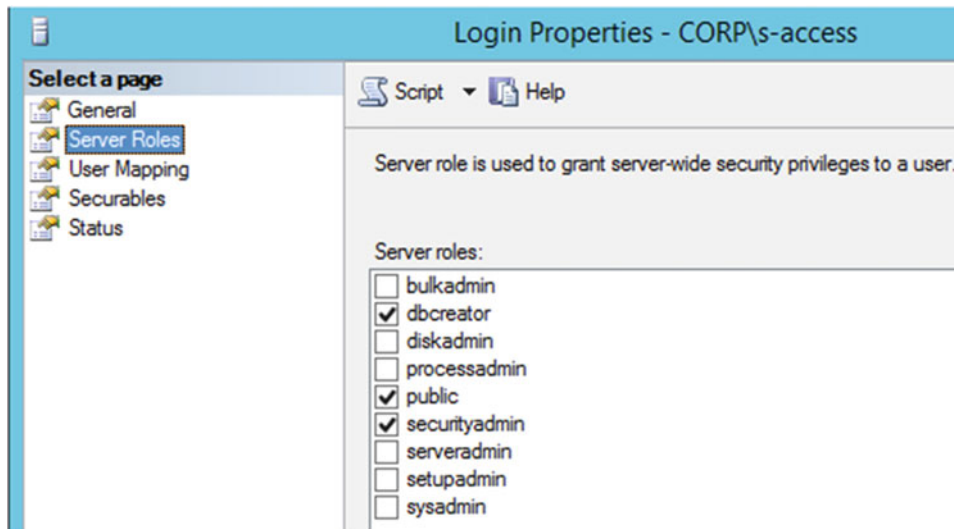 Login Properties - CORP\s-access
Select a page
General
Server Roles
User Mapping
Securables
Status
Script Help
Server role is used to grant server-wide security privileges to a user.
Server roles:
bulkadmin
dbcreator
diskadmin
processadmin
public
securityadmin
serveradmin
setupadmin
sysadmin